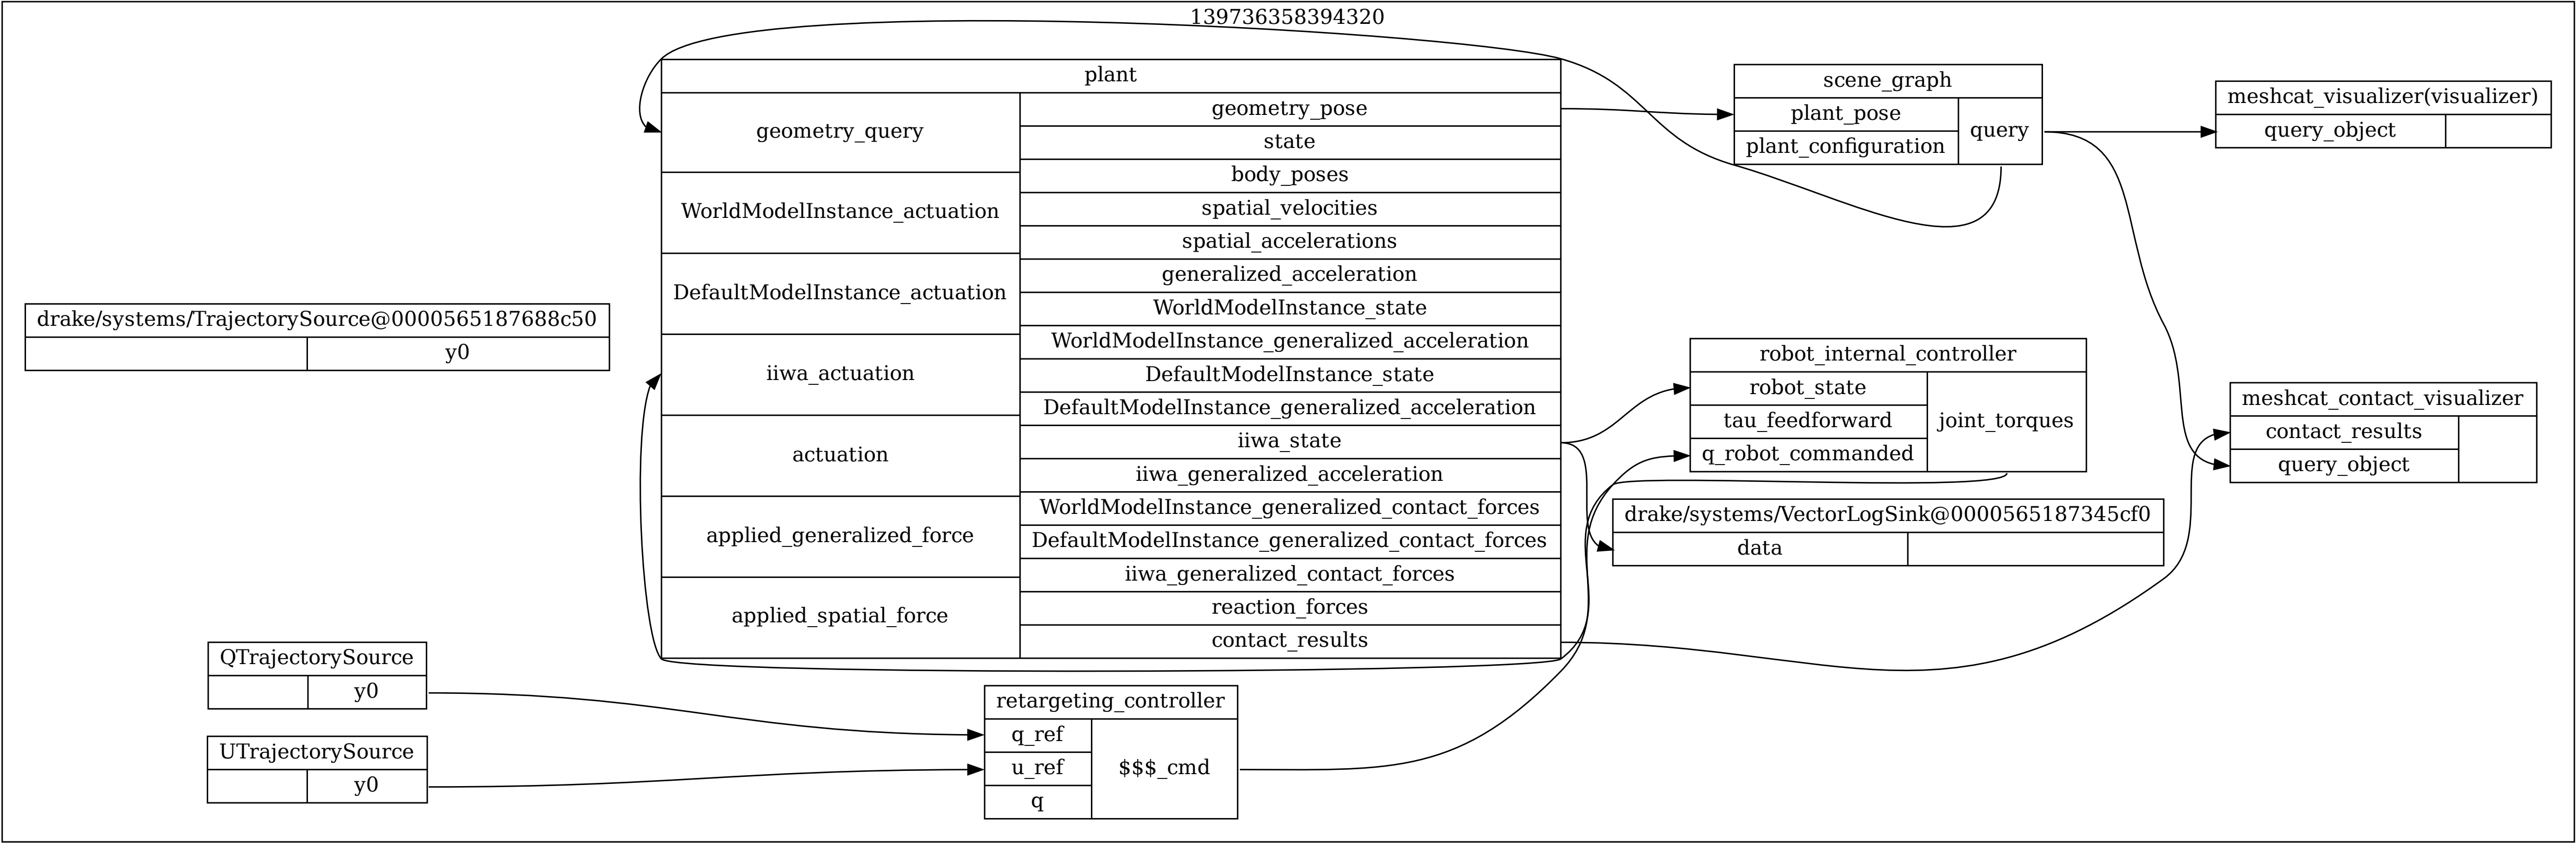 139736358394320
plant
geometry_query
WorldModelInstance_actuation
DefaultModelInstance_actuation
iiwa_actuation
actuation
applied_generalized_force
applied_spatial_force
geometry_pose
state
body_poses
spatial_velocities
spatial_accelerations
generalized_acceleration
WorldModelInstance_state
WorldModelInstance_generalized_acceleration
DefaultModelInstance_state
DefaultModelInstance_generalized_acceleration
iiwa_state
iiwa_generalized_acceleration
WorldModelInstance_generalized_contact_forces
DefaultModelInstance_generalized_contact_forces
iiwa_generalized_contact_forces
reaction_forces
contact_results
scene_graph
plant_pose
plant_configuration
query
meshcat_visualizer(visualizer)
query_object
drake/systems/TrajectorySource@0000565187688c50
y0
robot_internal_controller
robot_state
tau_feedforward
q_robot_commanded
joint_torques
meshcat_contact_visualizer
contact_results
query_object
drake/systems/VectorLogSink@0000565187345cf0
data
QTrajectorySource
y0
UTrajectorySource
y0
retargeting_controller
q_ref
u_ref
q
$$$_cmd